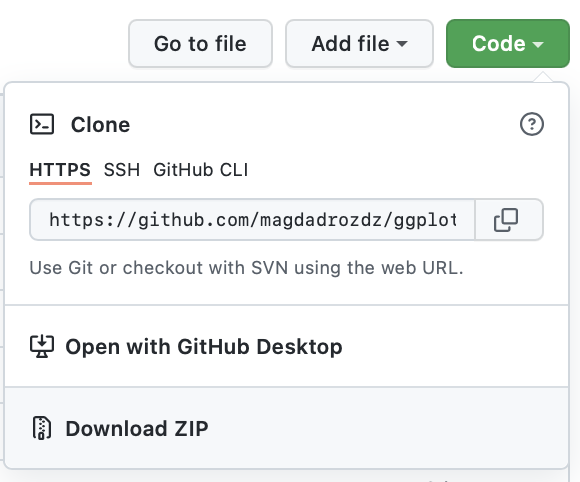 Go to file Add file Code
Clone
HTTPS SSH GitHub CLI
https://github.com/magdadrozdz/ggplot
Use Git or checkout with SVN using the web URL.
Open with GitHub Desktop
Download ZIP